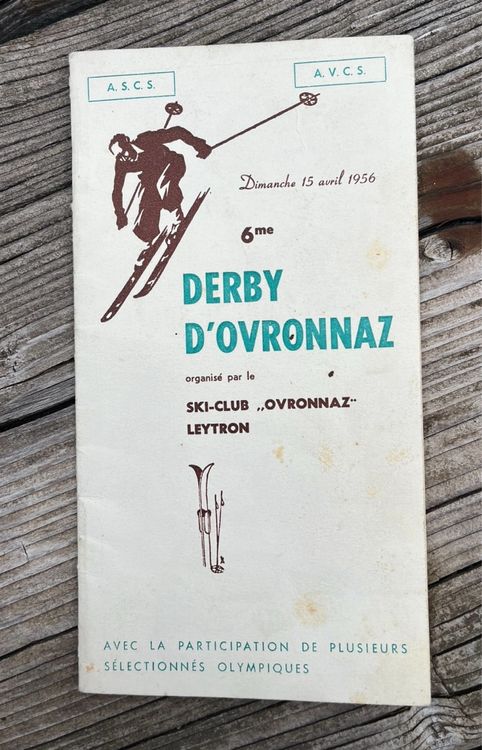 A. S. C. S.
A. V. C. S.
Dimanche 15 avril 1956
6me
DERBY
D'OVRONNAZ
organisé par le
SKI-CLUB „OVRONNAZ"
LEYTRON
AVEC LA PARTICIPATION DE PLUSIEURS
SÉLECTIONNÉS OLYMPIQUES